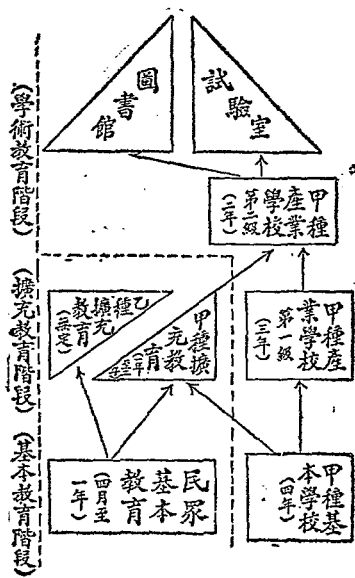 圖書館
試驗室
甲種產業
學校
第二級
(二年)
乙種
擴充
教育
(無定)
甲種擴
充教
育
甲種產
業學校
第一級
(三年)
民眾
基本
教育
(四月至
一年)
甲種基
本學校
(四年)
(學術教育階段)
(擴充教育階段)
(基本教育階段)